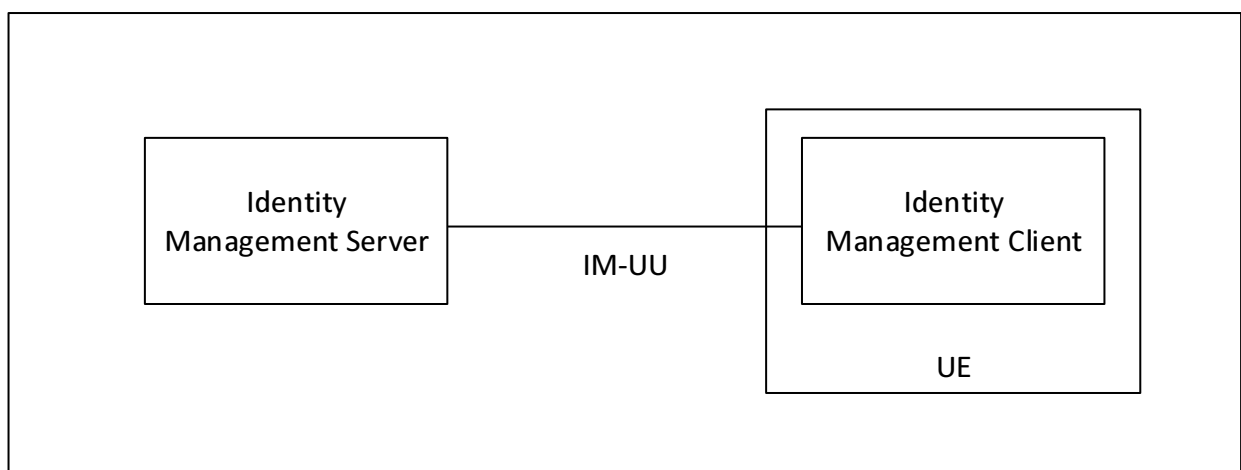 Identity
Management Server
IM-UU
Identity
Management Client
UE